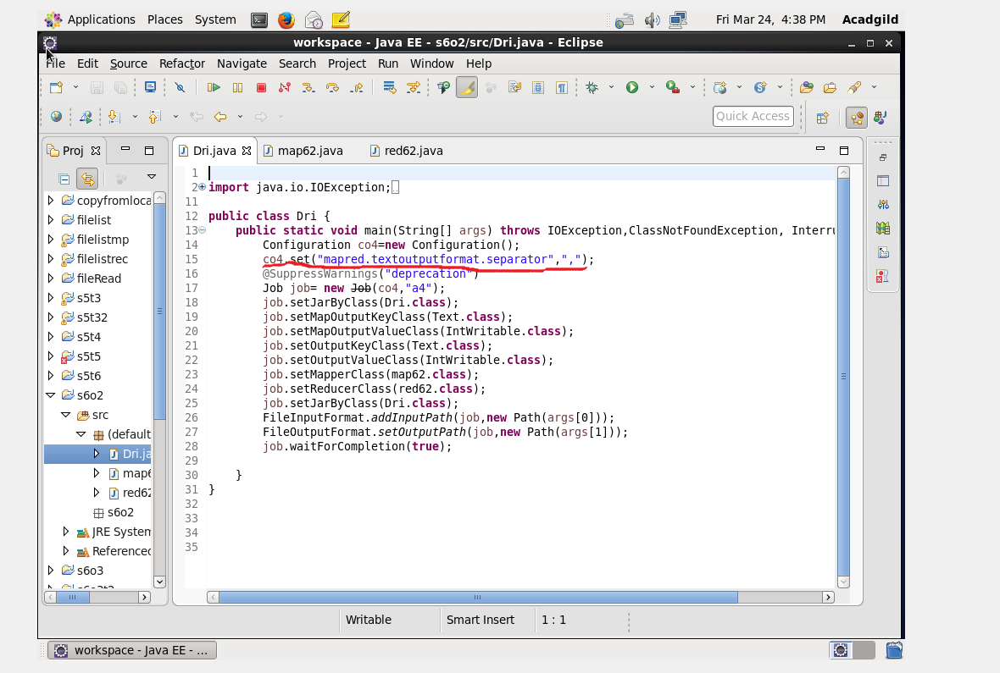 Applications Places System Fri Mar 24, 4:38 PM Acadgild
workspace - Java EE - s6o2/src/Dri.java - Eclipse
File Edit Source Refactor Navigate Search Project Run Window Help
Quick Access
Proj
Dri.java map62.java red62.java
copyfromloca
filelist
filelistmp
filelistrec
fileRead
s5t3
s5t32
s5t4
s5t5
s5t6
s6o2
src
(default
Dri.ja
map6
red62
s6o2
JRE System
Referenced
s6o3
1
2 import java.io.IOException;
11
12 public class Dri {
13 public static void main(String[] args) throws IOException,ClassNotFoundException, Interru
14 Configuration co4=new Configuration();
15 co4.set("mapred.textoutputformat.separator",",");
16 @SuppressWarnings("deprecation")
17 Job job= new Job(co4,"a4");
18 job.setJarByClass(Dri.class);
19 job.setMapOutputKeyClass(Text.class);
20 job.setMapOutputValueClass(IntWritable.class);
21 job.setOutputKeyClass(Text.class);
22 job.setOutputValueClass(IntWritable.class);
23 job.setMapperClass(map62.class);
24 job.setReducerClass(red62.class);
25 job.setJarByClass(Dri.class);
26 FileInputFormat.addInputPath(job,new Path(args[0]));
27 FileOutputFormat.setOutputPath(job,new Path(args[1]));
28 job.waitForCompletion(true);
29
30 }
31 }
32
33
34
35
Writable Smart Insert 1 : 1
workspace - Java EE - ...